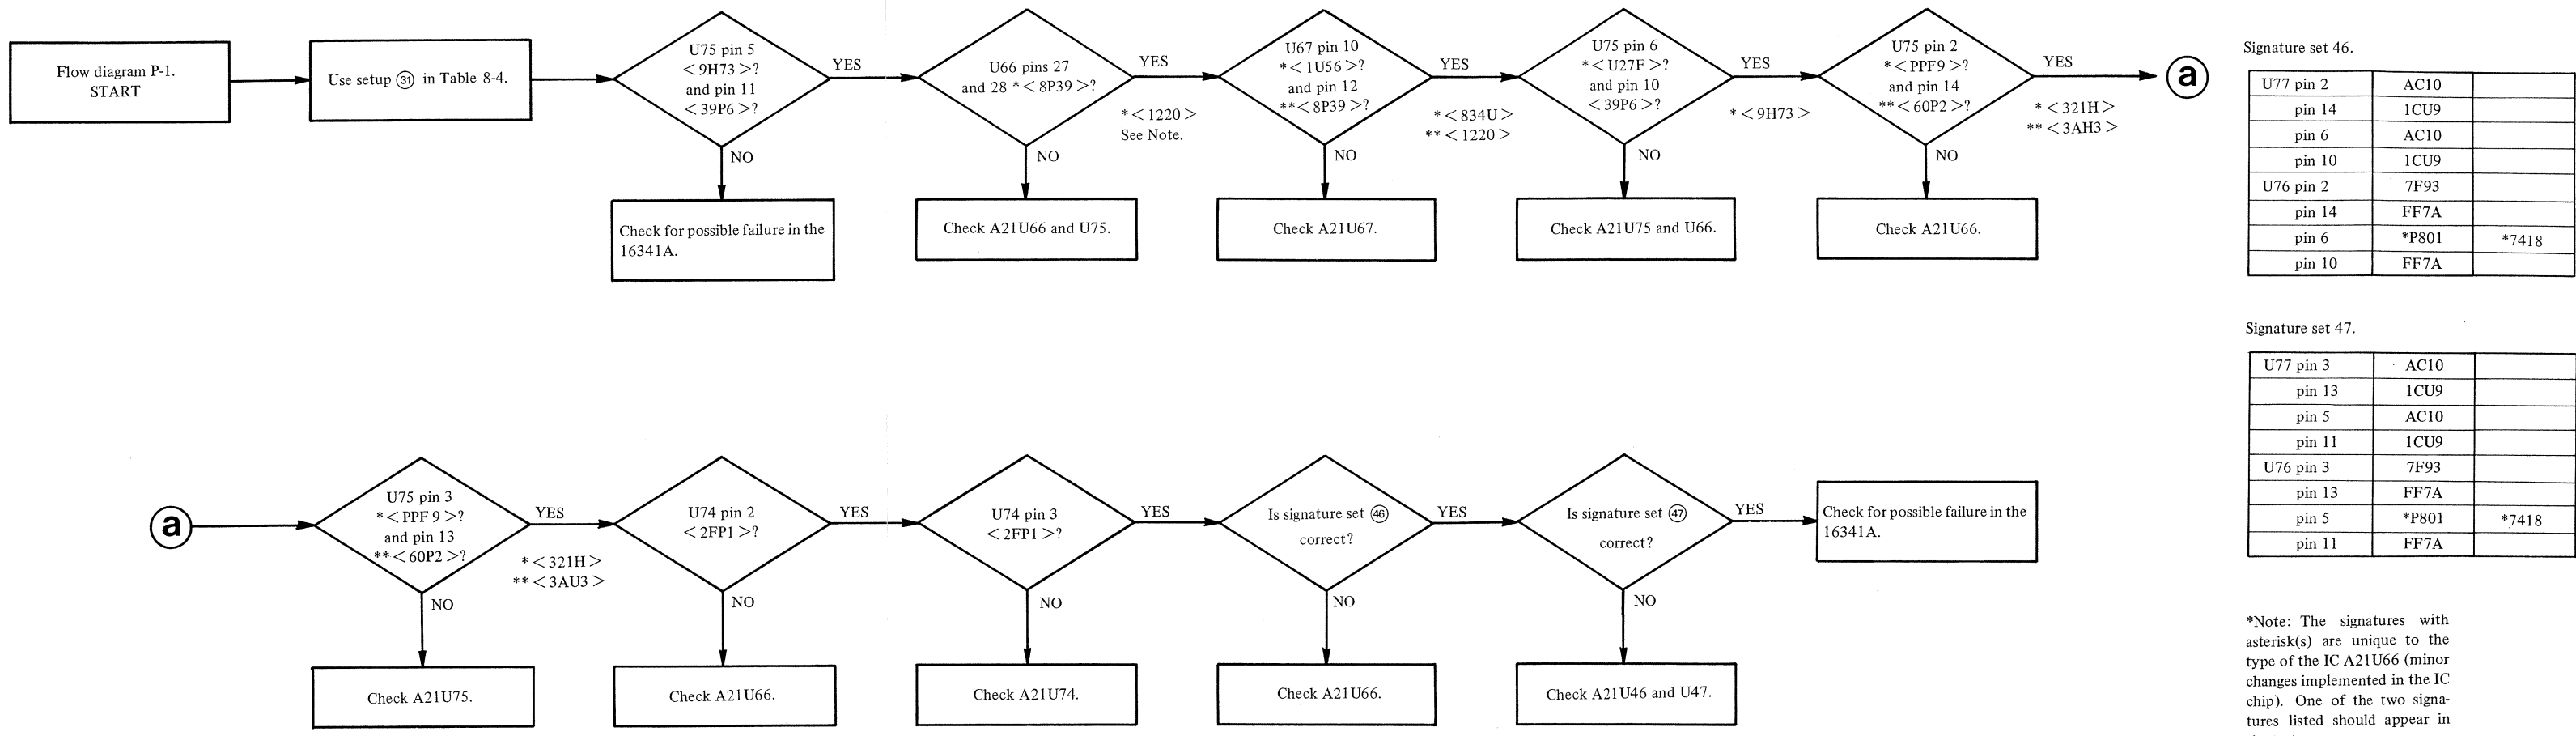 Flow diagram P-1.
START
Use setup ㉛ in Table 8-4.
U75 pin 5
<9H73>?
and pin 11
<39P6>?
YES
NO
Check for possible failure in the
16341A.
U66 pins 27
and 28 *<8P39>?
YES
*<1220>
See Note.
NO
Check A21U66 and U75.
U67 pin 10
*<1U56>?
and pin 12
**<8P39>?
YES
*<834U>
**<1220>
NO
Check A21U67.
U75 pin 6
*<U27F>?
and pin 10
<39P6>?
YES
*<9H73>
NO
Check A21U75 and U66.
U75 pin 2
*<PPF9>?
and pin 14
**<60P2>?
YES
*<321H>
**<3AH3>
NO
Check A21U66.
a
a
U75 pin 3
*<PPF 9>?
and pin 13
**<60P2>?
YES
*<321H>
**<3AU3>
NO
Check A21U75.
U74 pin 2
<2FP1>?
YES
NO
Check A21U66.
U74 pin 3
<2FP1>?
YES
NO
Check A21U74.
Is signature set ㊻
correct?
YES
NO
Check A21U66.
Is signature set ㊼
correct?
YES
NO
Check A21U46 and U47.
Check for possible failure in the
16341A.
Signature set 46.
U77 pin 2 AC10
pin 14 1CU9
pin 6 AC10
pin 10 1CU9
U76 pin 2 7F93
pin 14 FF7A
pin 6 *P801 *7418
pin 10 FF7A
Signature set 47.
U77 pin 3 AC10
pin 13 1CU9
pin 5 AC10
pin 11 1CU9
U76 pin 3 7F93
pin 13 FF7A
pin 5 *P801 *7418
pin 11 FF7A
*Note: The signatures with
asterisk(s) are unique to the
type of the IC A21U66 (minor
changes implemented in the IC
chip). One of the two signa-
tures listed should appear in